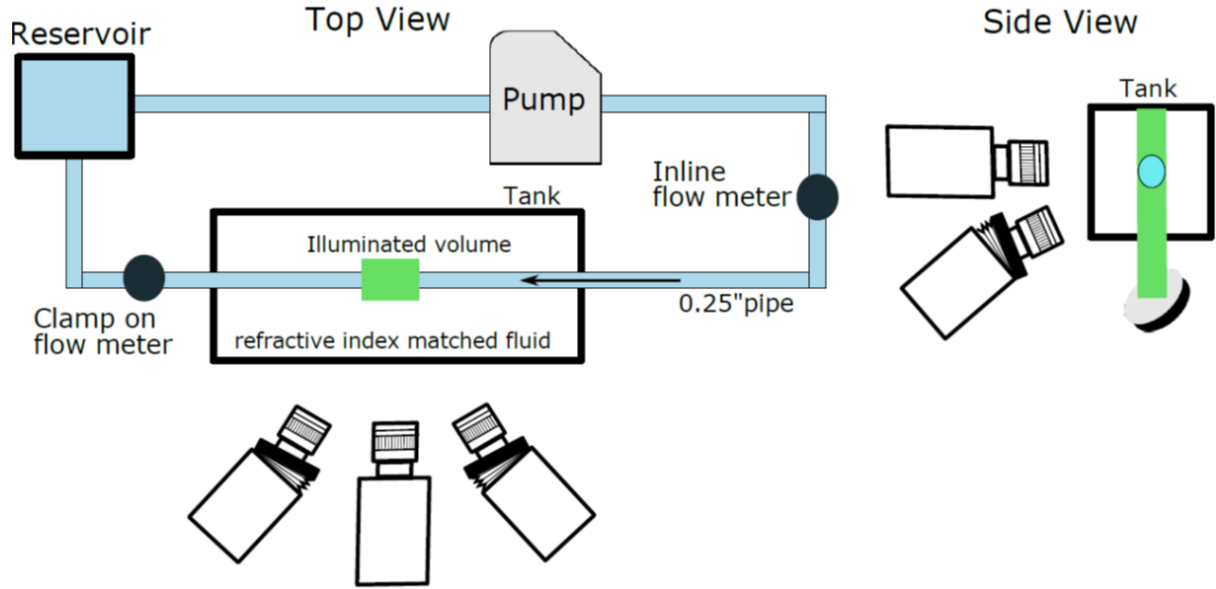 Top View
Side View
Reservoir
Pump
Tank
Inline
flow meter
Tank
Illuminated volume
0.25"pipe
Clamp on
flow meter
refractive index matched fluid